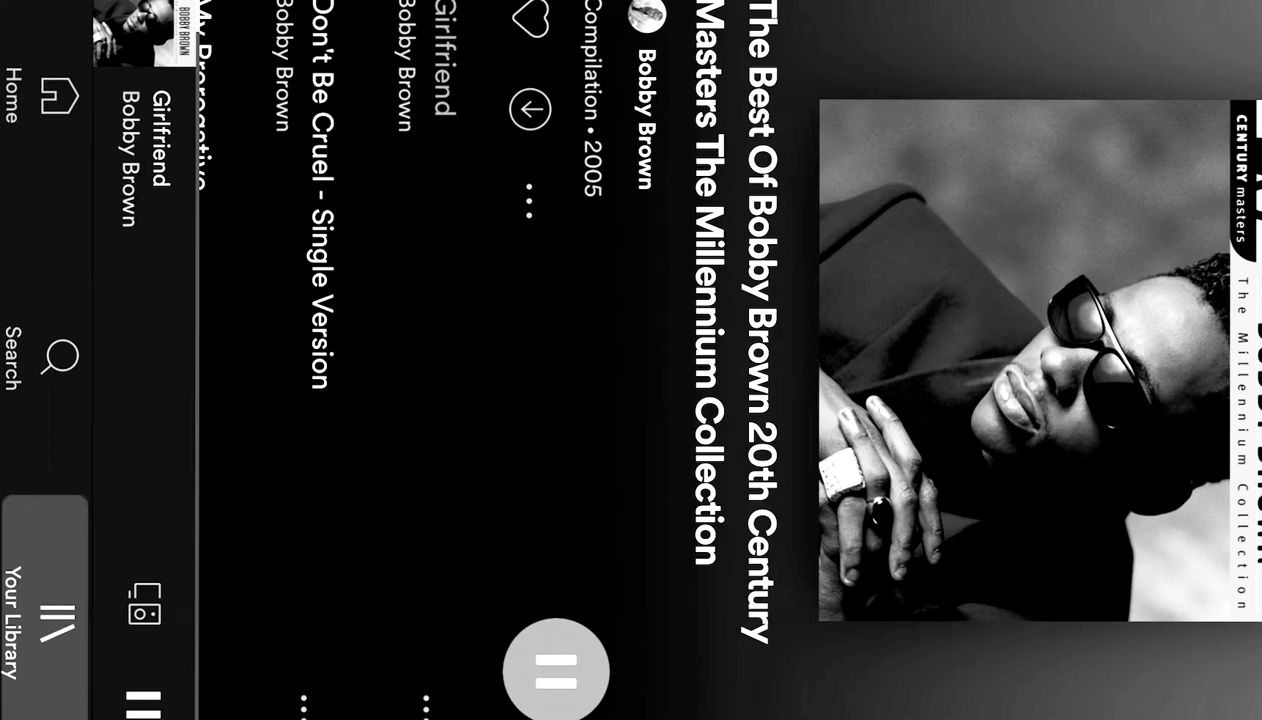 CENTURY masters
The Millennium Collection
The Best Of Bobby Brown 20th Century
Masters The Millennium Collection
Bobby Brown
Compilation • 2005
Girlfriend
Bobby Brown
Don't Be Cruel - Single Version
Bobby Brown
My Prerogative
BOBBY BROWN
Girlfriend
Bobby Brown
Home
Search
Your Library